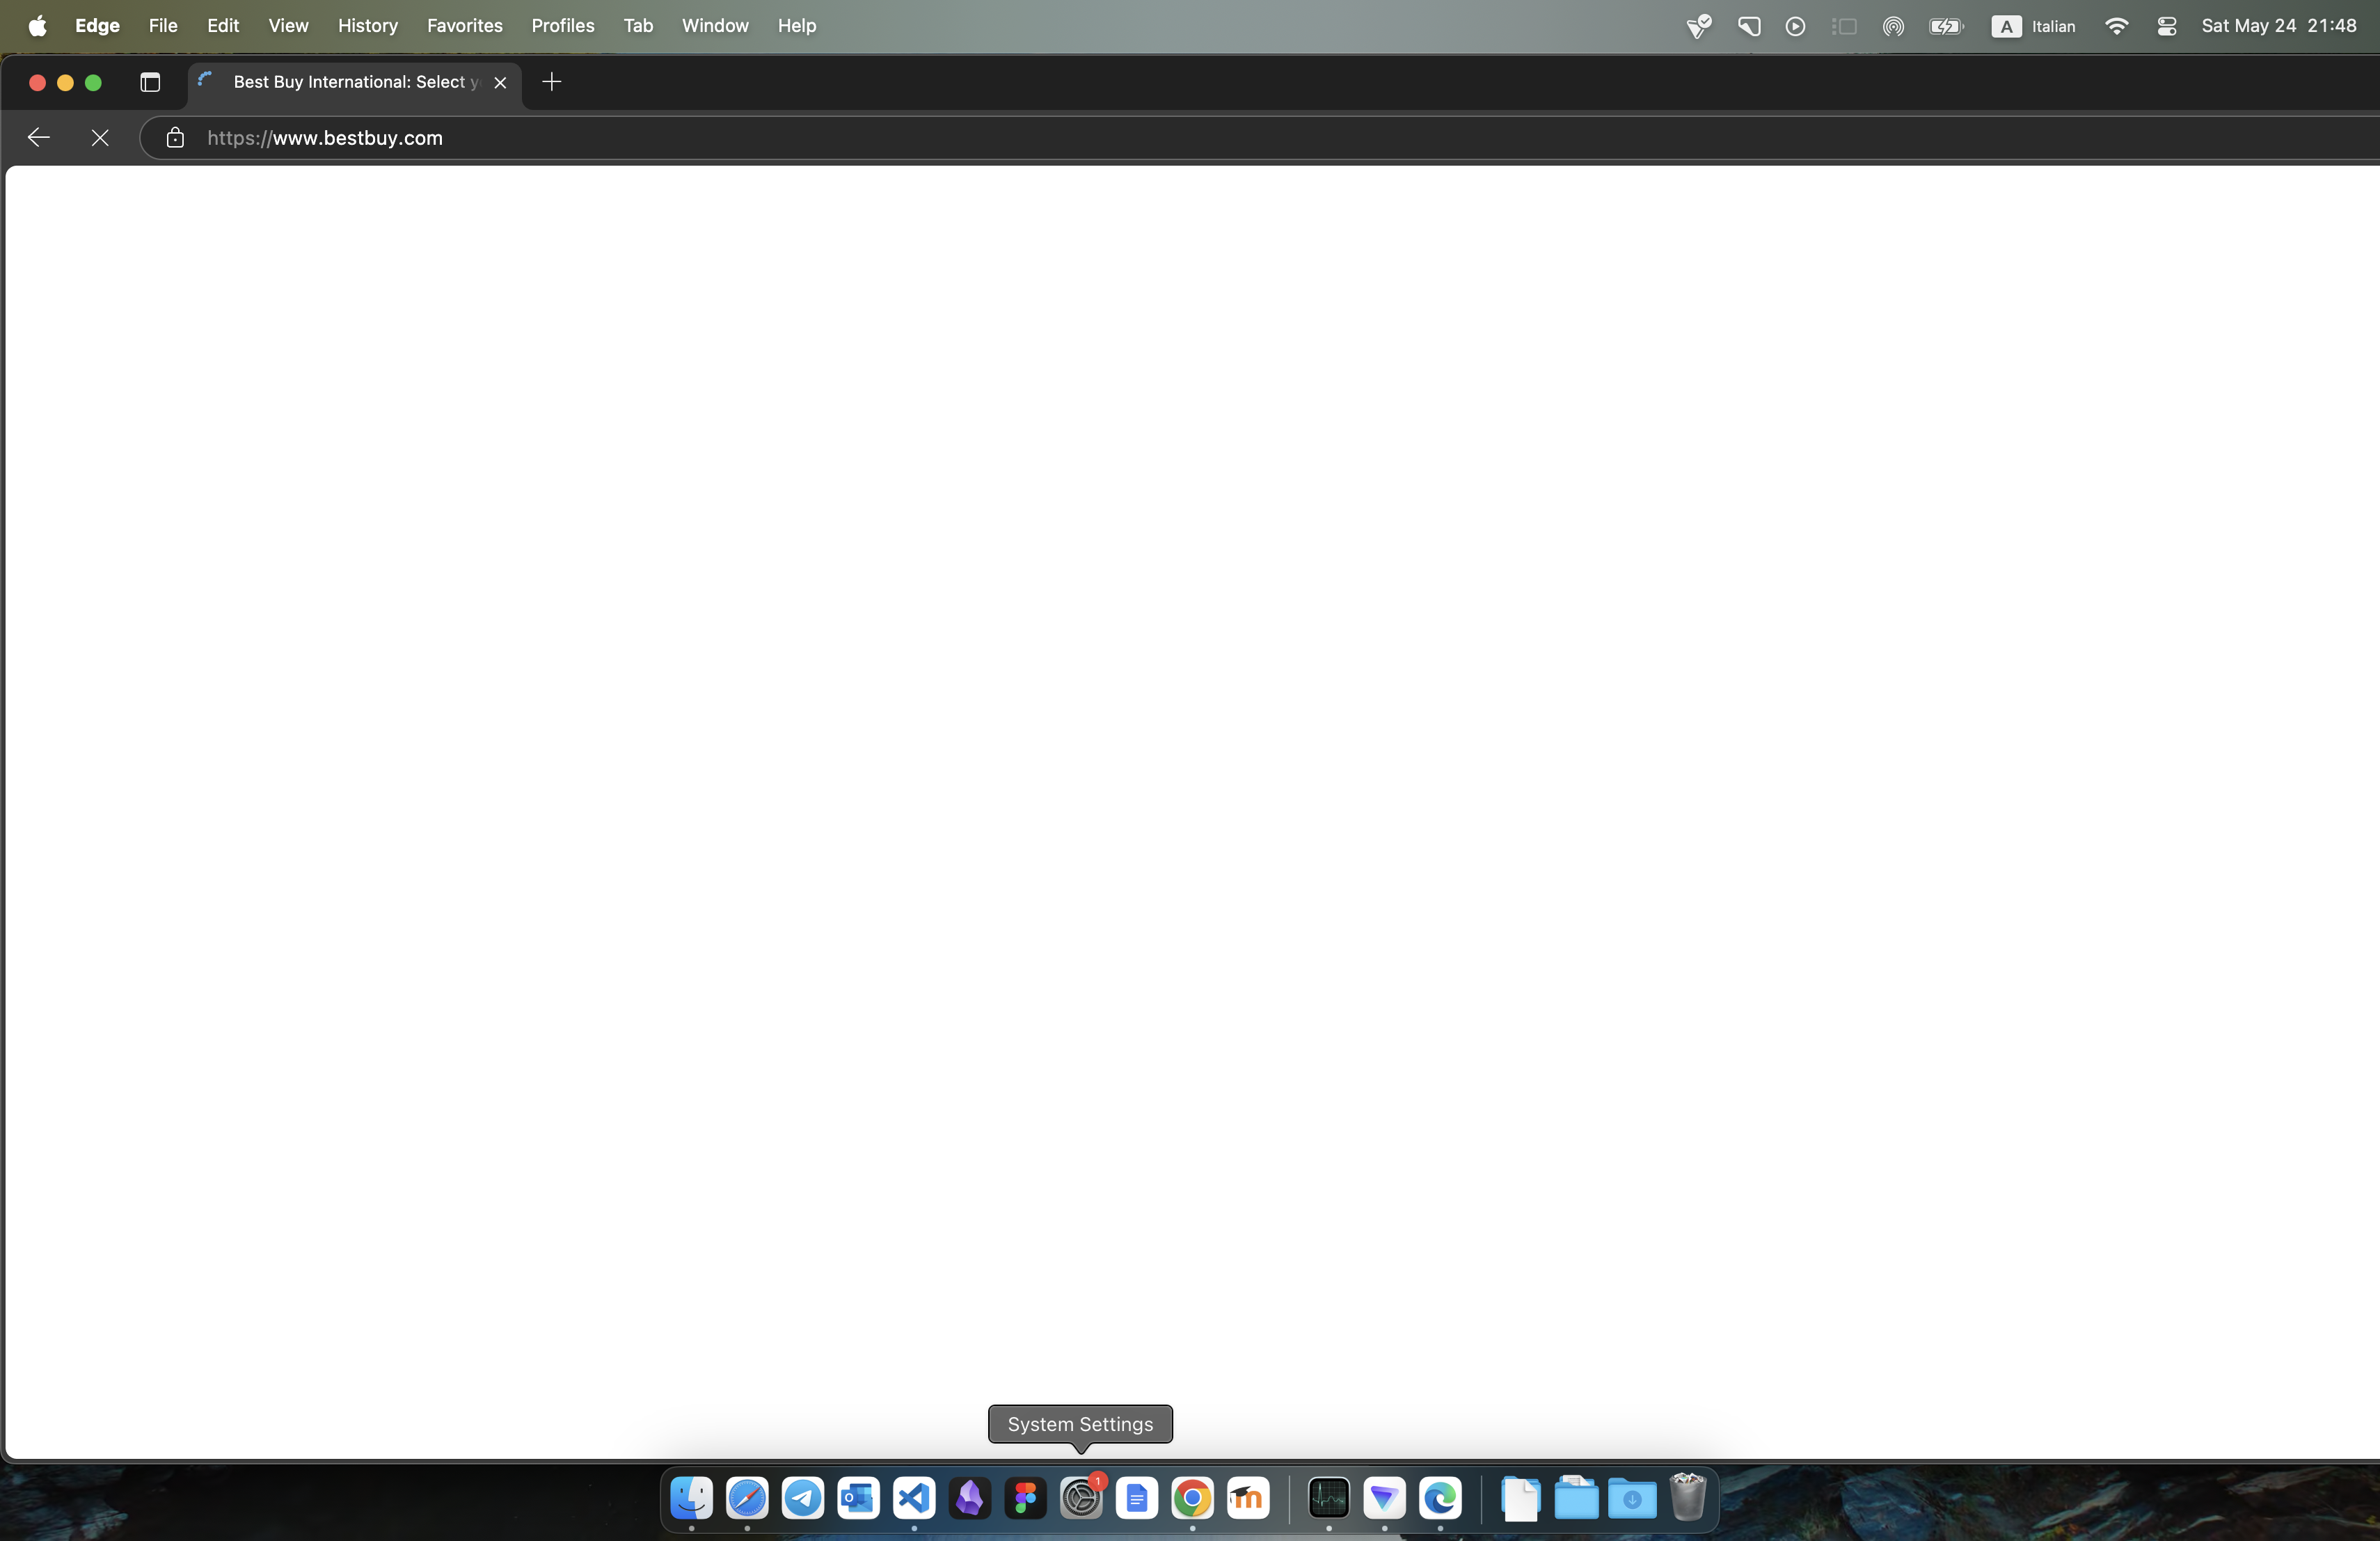 Edge File Edit View History Favorites Profiles Tab Window Help A Italian Sat May 24 21:48
Best Buy International: Select y
https://www.bestbuy.com
System Settings
1